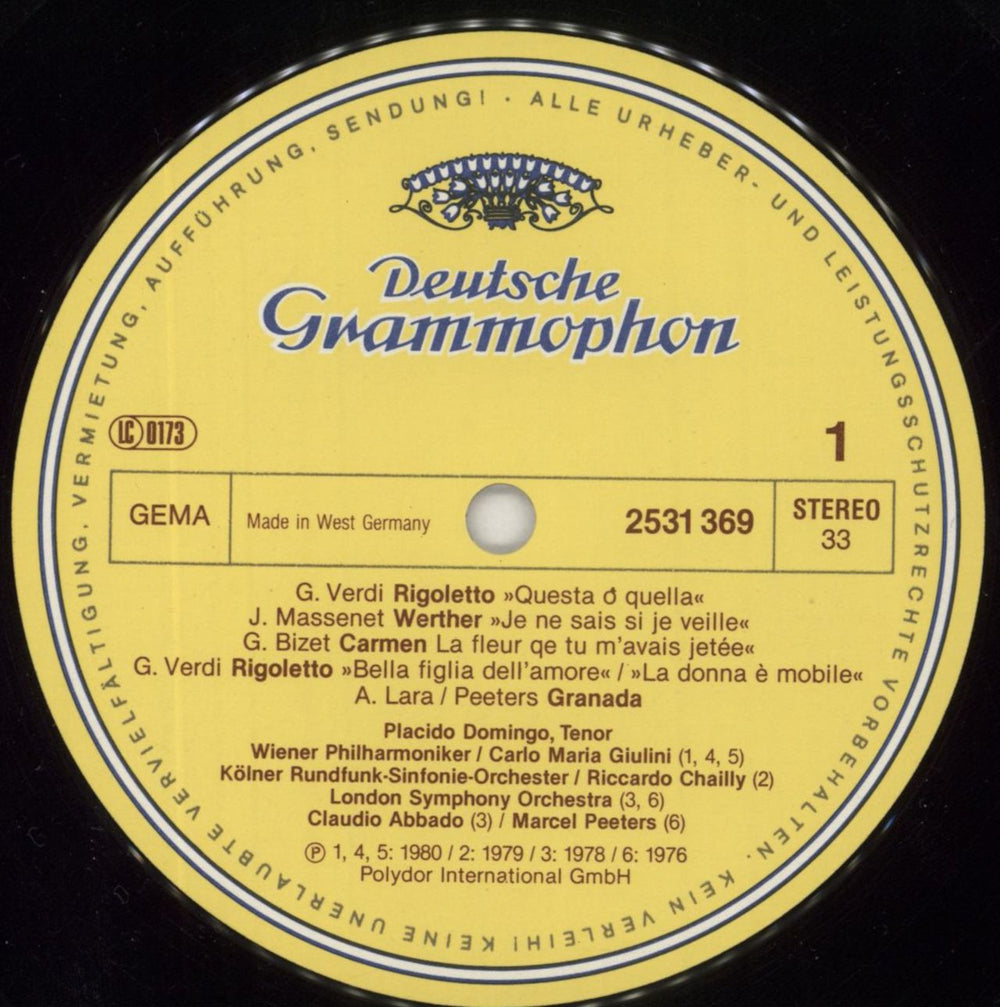 ALLE URHEBER- UND LEISTUNGSSCHUTZRECHTE VORBEHALTEN. · KEIN VERLEIH! KEINE UNERLAUBTE VERVIELFÄLTIGUNG, VERMIETUNG, AUFFÜHRUNG, SENDUNG! ·
Deutsche
Grammophon
LC 0173
1
GEMA
Made in West Germany
2531 369
STEREO
33
G. Verdi Rigoletto »Questa ó quella«
J. Massenet Werther »Je ne sais si je veille«
G. Bizet Carmen La fleur qe tu m'avais jetée«
G. Verdi Rigoletto »Bella figlia dell'amore« / »La donna è mobile«
A. Lara / Peeters Granada
Placido Domingo, Tenor
Wiener Philharmoniker / Carlo Maria Giulini (1, 4, 5)
Kölner Rundfunk-Sinfonie-Orchester / Riccardo Chailly (2)
London Symphony Orchestra (3, 6)
Claudio Abbado (3) / Marcel Peeters (6)
Ⓟ 1, 4, 5: 1980 / 2: 1979 / 3: 1978 / 6: 1976
Polydor International GmbH